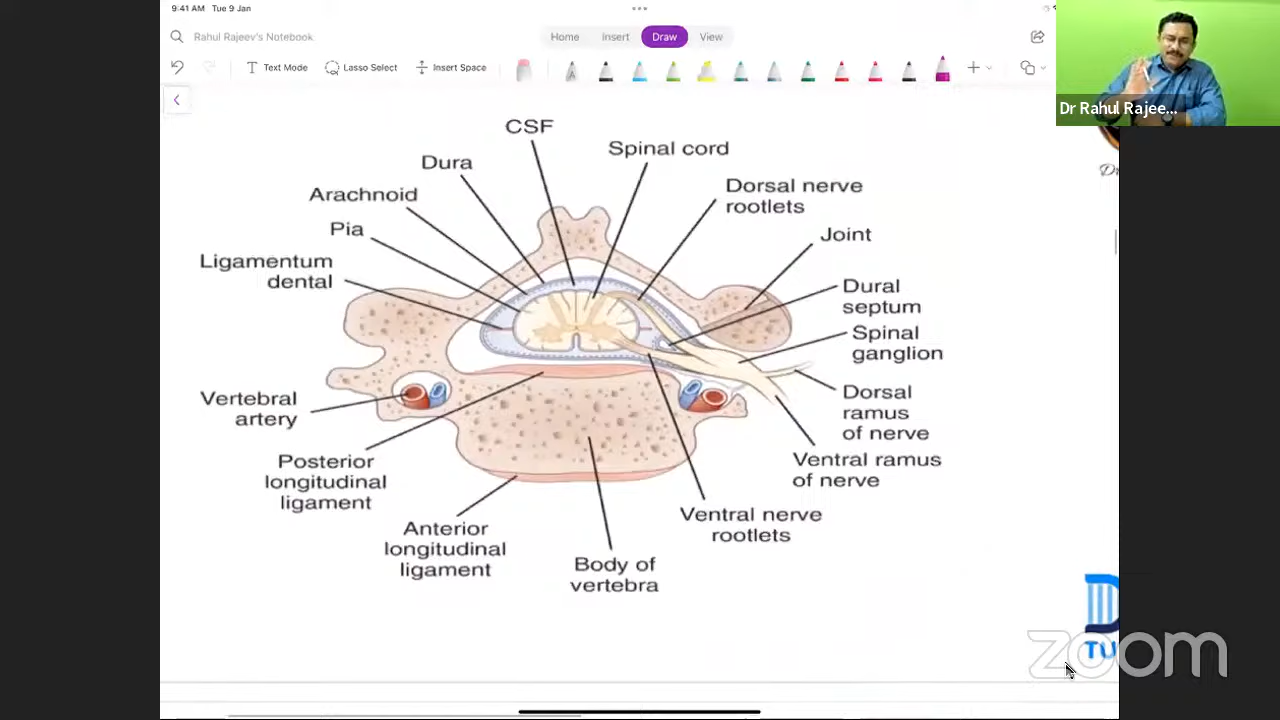 9:41 AM Tue 9 Jan
Rahul Rajeev's Notebook
Home Insert Draw View
Text Mode
Lasso Select
Insert Space
Dr Rahul Rajee...
CSF
Spinal cord
Dura
Dorsal nerve
rootlets
Arachnoid
Joint
Pia
Ligamentum
dental
Dural
septum
Spinal
ganglion
Vertebral
artery
Dorsal
ramus
of nerve
Posterior
longitudinal
ligament
Ventral ramus
of nerve
Ventral nerve
rootlets
Anterior
longitudinal
ligament
Body of
vertebra
TU
zoom